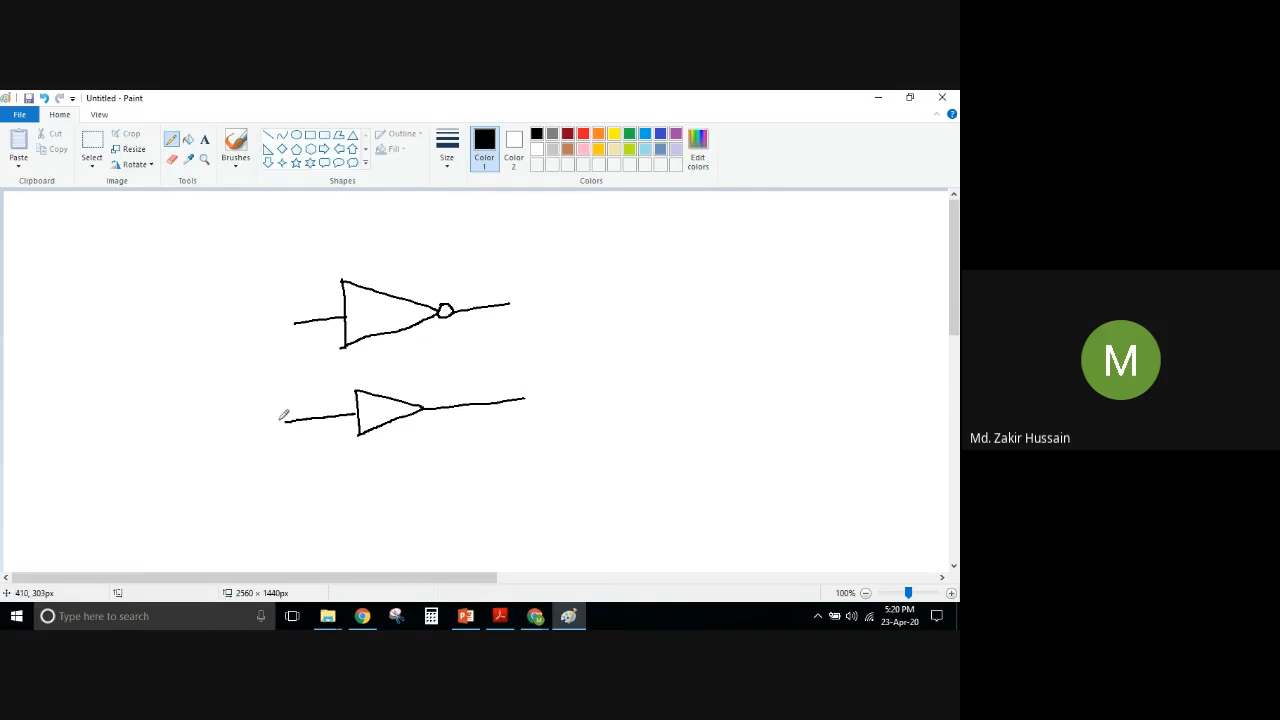 Untitled - Paint
File Home View
Paste
Cut
Copy
Clipboard
Select
Crop
Resize
Rotate
Image
Tools
Brushes
Shapes
Outline
Fill
Size
Color 1
Color 2
Edit colors
Colors
M
Md. Zakir Hussain
410, 303px
2560 × 1440px
100%
Type here to search
5:20 PM
23-Apr-20